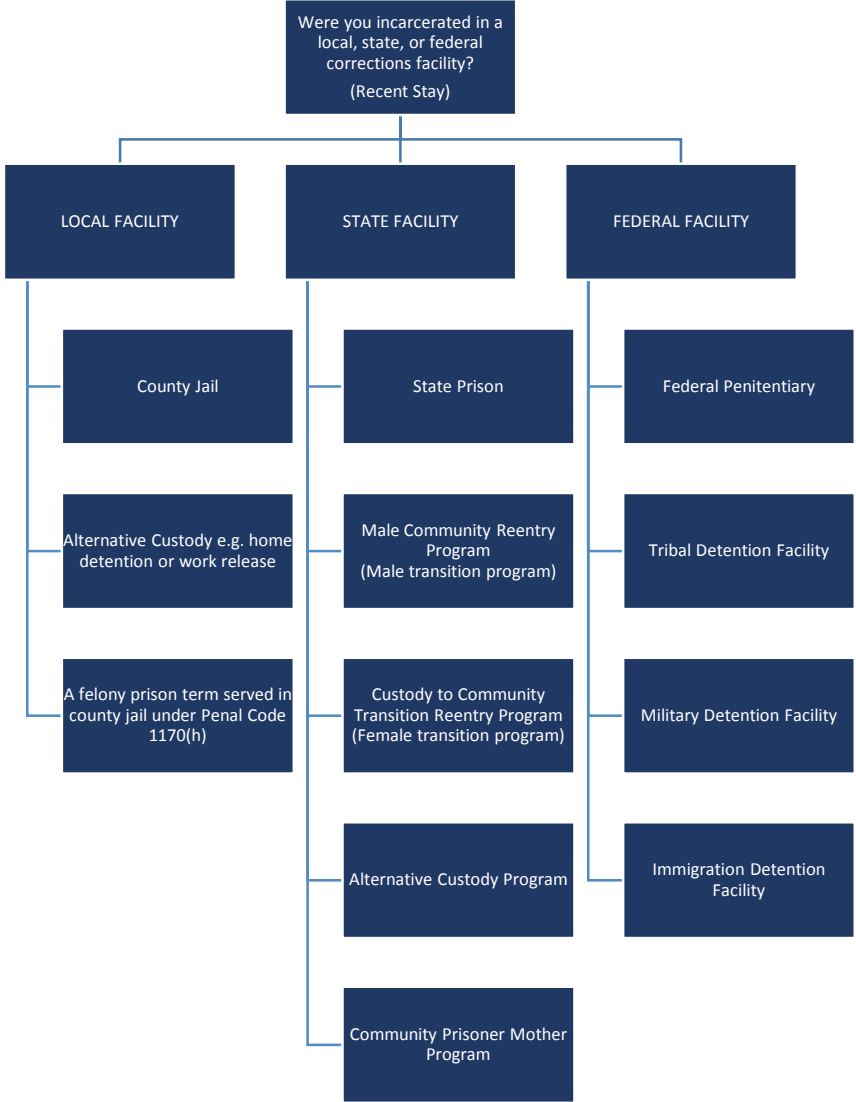 Were you incarcerated in a
local, state, or federal
corrections facility?
(Recent Stay)
LOCAL FACILITY
County Jail
Alternative Custody e.g. home
detention or work release
A felony prison term served in
county jail under Penal Code
1170(h)
STATE FACILITY
State Prison
Male Community Reentry
Program
(Male transition program)
Custody to Community
Transition Reentry Program
(Female transition program)
Alternative Custody Program
Community Prisoner Mother
Program
FEDERAL FACILITY
Federal Penitentiary
Tribal Detention Facility
Military Detention Facility
Immigration Detention
Facility